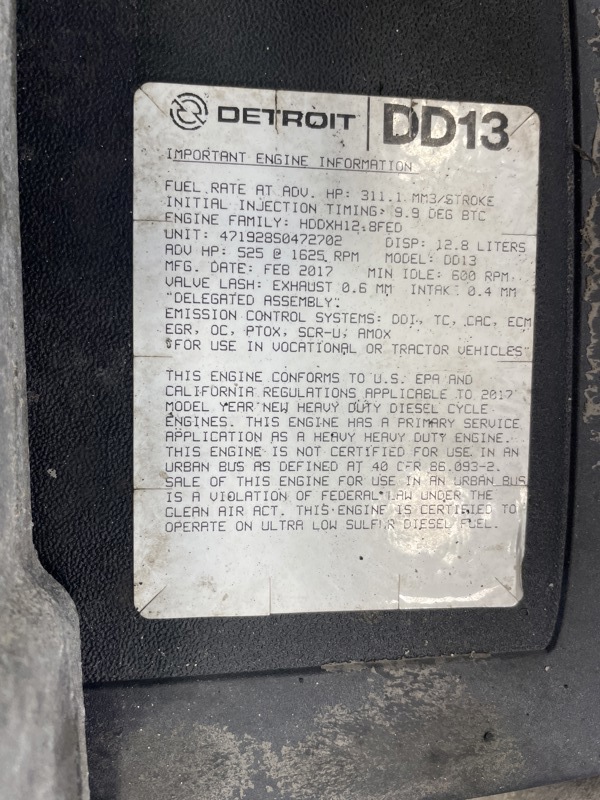 DETROIT DD13
IMPORTANT ENGINE INFORMATION
FUEL RATE AT ADV. HP: 311.1 MM3/STROKE
INITIAL INJECTION TIMING: 9.9 DEG BTC
ENGINE FAMILY: HDDXH12.8FED
UNIT: 471928S0472702 DISP: 12.8 LITERS
ADV HP: 525 @ 1625 RPM MODEL: DD13
MFG. DATE: FEB 2017 MIN IDLE: 600 RPM
VALVE LASH: EXHAUST 0.6 MM INTAK: 0.4 MM
"DELEGATED ASSEMBLY".
EMISSION CONTROL SYSTEMS: DDI, TC, CAC, ECM
EGR, OC, PTOX, SCR-U, AMOX
"FOR USE IN VOCATIONAL OR TRACTOR VEHICLES"
THIS ENGINE CONFORMS TO U.S. EPA AND
CALIFORNIA REGULATIONS APPLICABLE TO 2017
MODEL YEAR NEW HEAVY DUTY DIESEL CYCLE
ENGINES. THIS ENGINE HAS A PRIMARY SERVICE
APPLICATION AS A HEAVY HEAVY DUTY ENGINE.
THIS ENGINE IS NOT CERTIFIED FOR USE IN AN
URBAN BUS AS DEFINED AT 40 CFR 86.093-2.
SALE OF THIS ENGINE FOR USE IN AN URBAN BUS
IS A VIOLATION OF FEDERAL LAW UNDER THE
CLEAN AIR ACT. THIS ENGINE IS CERTIFIED TO
OPERATE ON ULTRA LOW SULFUR DIESEL FUEL.